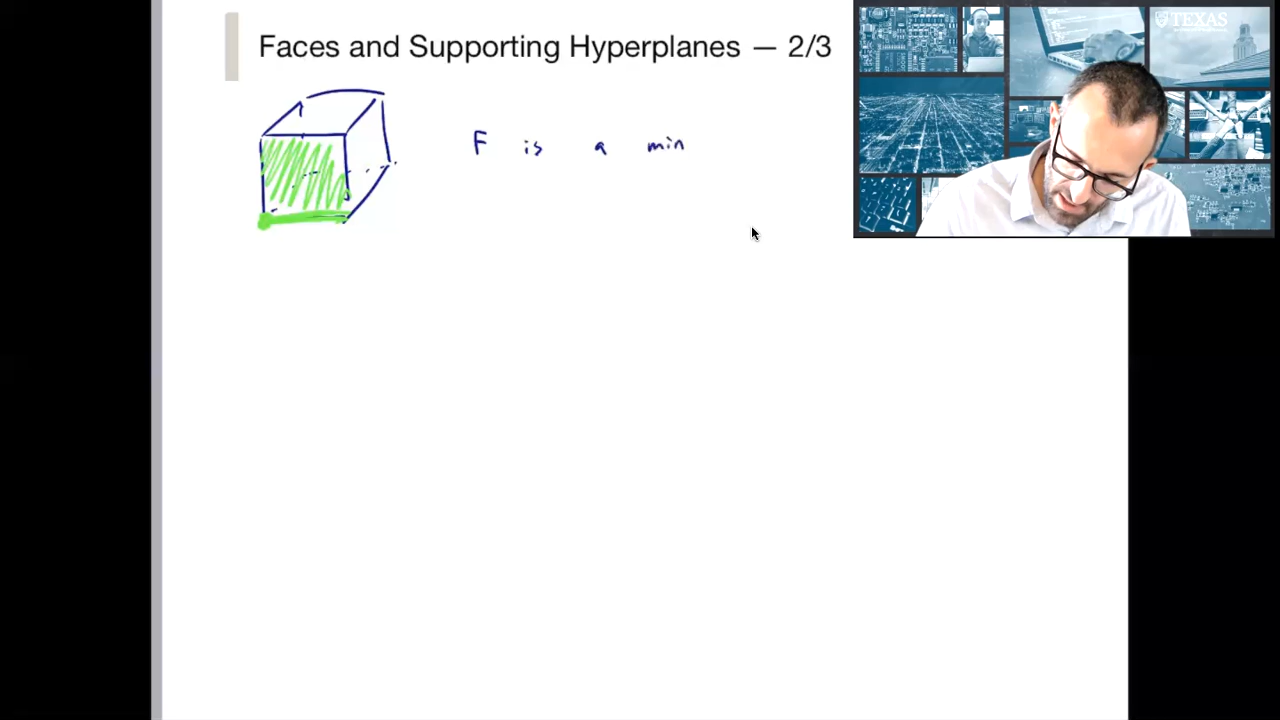 Faces and Supporting Hyperplanes — 2/3
TEXAS
F is a min